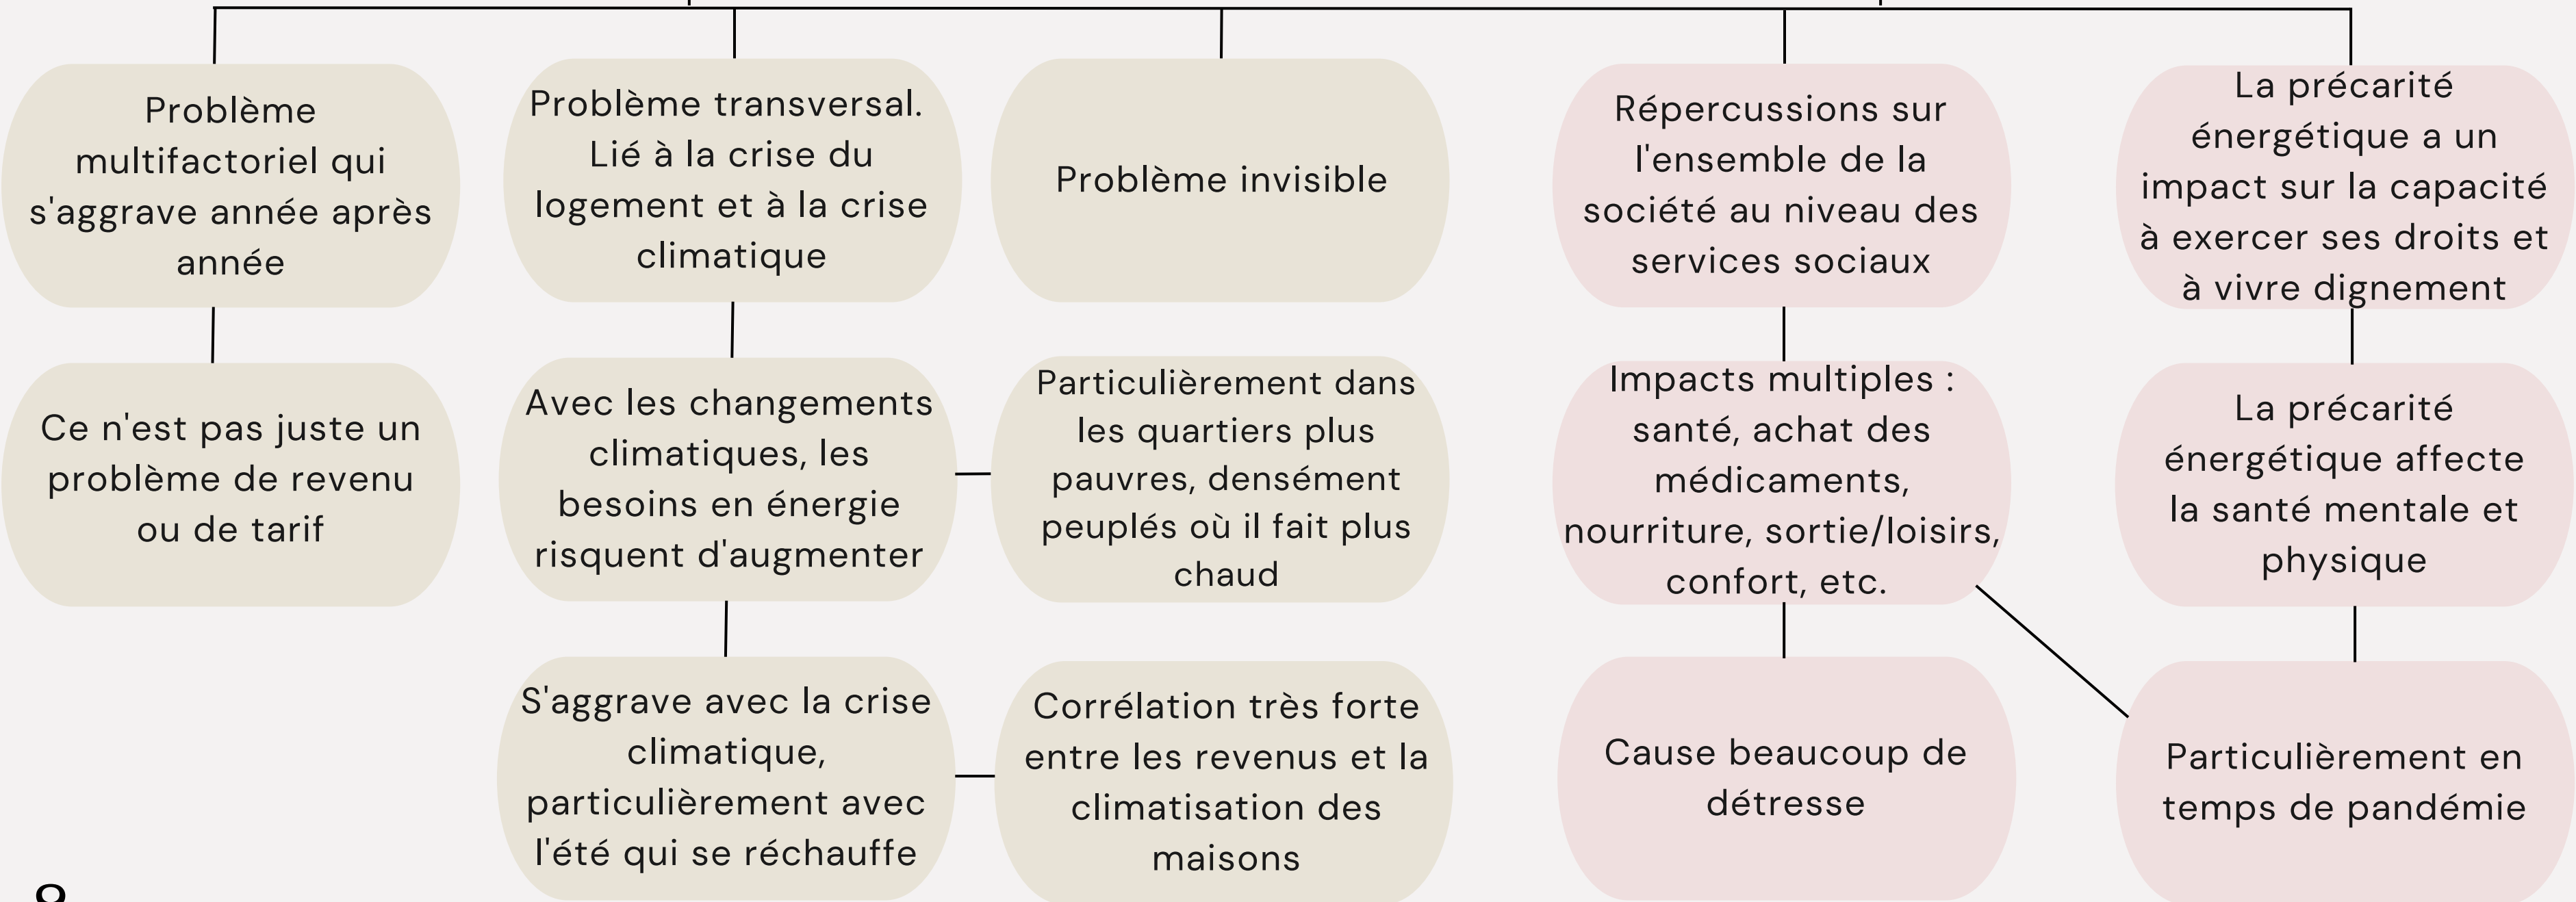 Problème
multifactoriel qui
s'aggrave année après
année
Problème transversal.
Lié à la crise du
logement et à la crise
climatique
Problème invisible
Répercussions sur
l'ensemble de la
société au niveau des
services sociaux
La précarité
énergétique a un
impact sur la capacité
à exercer ses droits et
à vivre dignement
Ce n'est pas juste un
problème de revenu
ou de tarif
Avec les changements
climatiques, les
besoins en énergie
risquent d'augmenter
Particulièrement dans
les quartiers plus
pauvres, densément
peuplés où il fait plus
chaud
Impacts multiples :
santé, achat des
médicaments,
nourriture, sortie/loisirs,
confort, etc.
La précarité
énergétique affecte
la santé mentale et
physique
S'aggrave avec la crise
climatique,
particulièrement avec
l'été qui se réchauffe
Corrélation très forte
entre les revenus et la
climatisation des
maisons
Cause beaucoup de
détresse
Particulièrement en
temps de pandémie